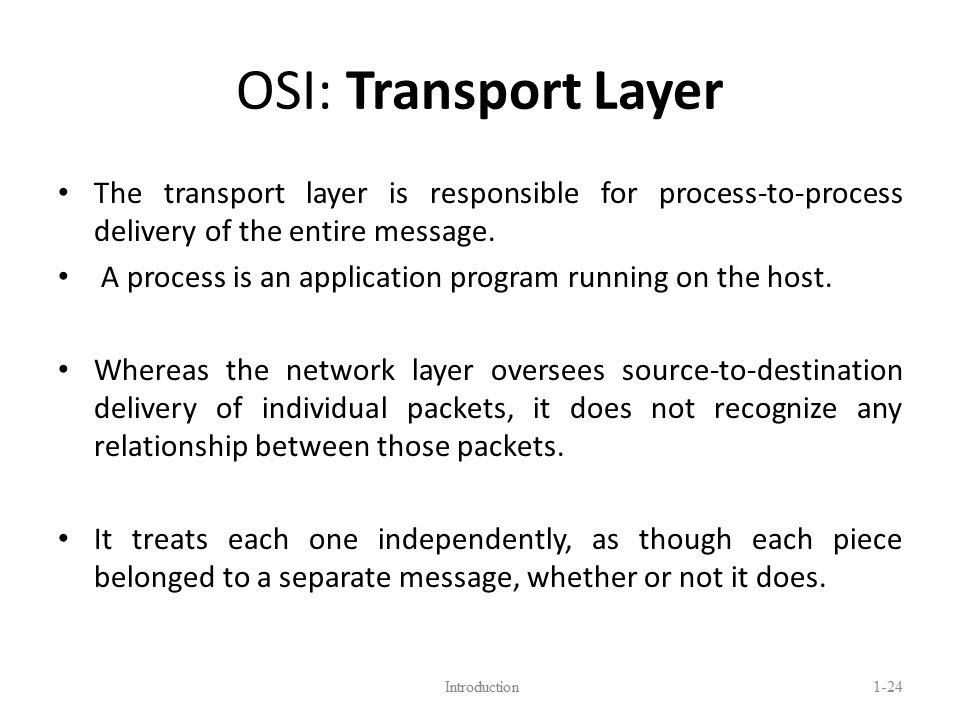 OSI: Transport Layer
• The transport layer is responsible for process-to-process
delivery of the entire message.
• A process is an application program running on the host.
• Whereas the network layer oversees source-to-destination
delivery of individual packets, it does not recognize any
relationship between those packets.
• It treats each one independently, as though each piece
belonged to a separate message, whether or not it does.
Introduction
1-24